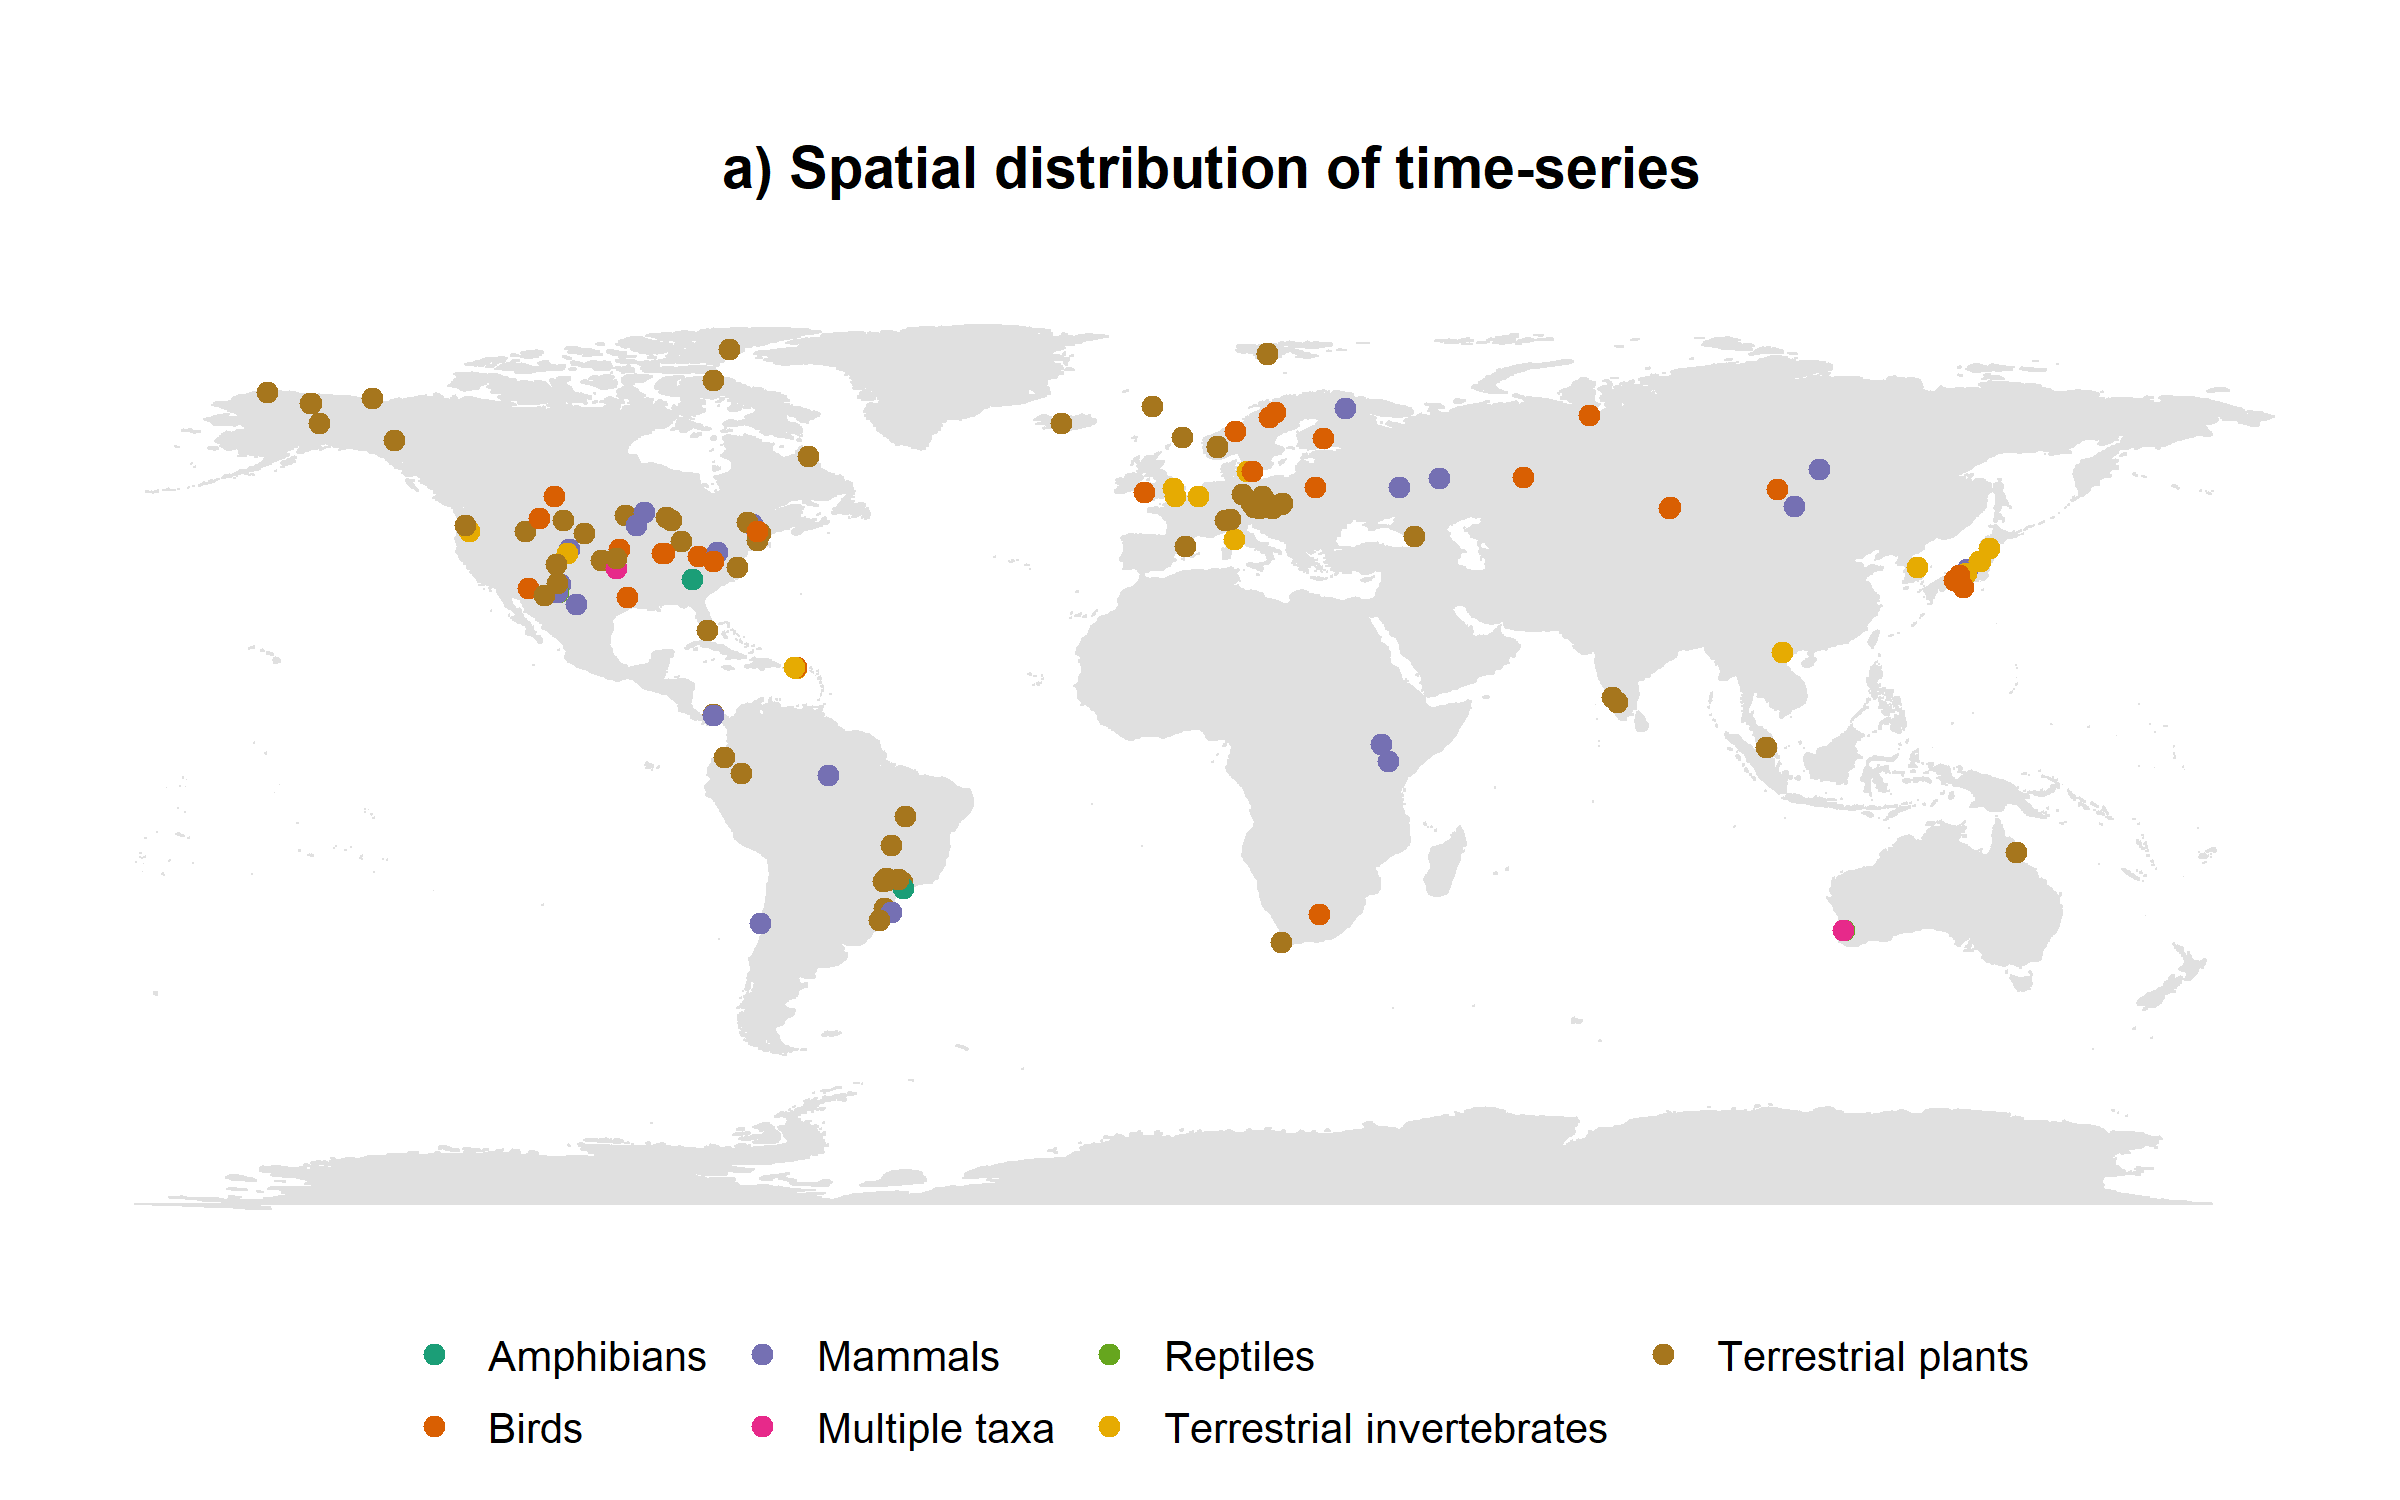 a) Spatial distribution of time-series
Amphibians Mammals Reptiles Terrestrial plants
Birds Multiple taxa Terrestrial invertebrates